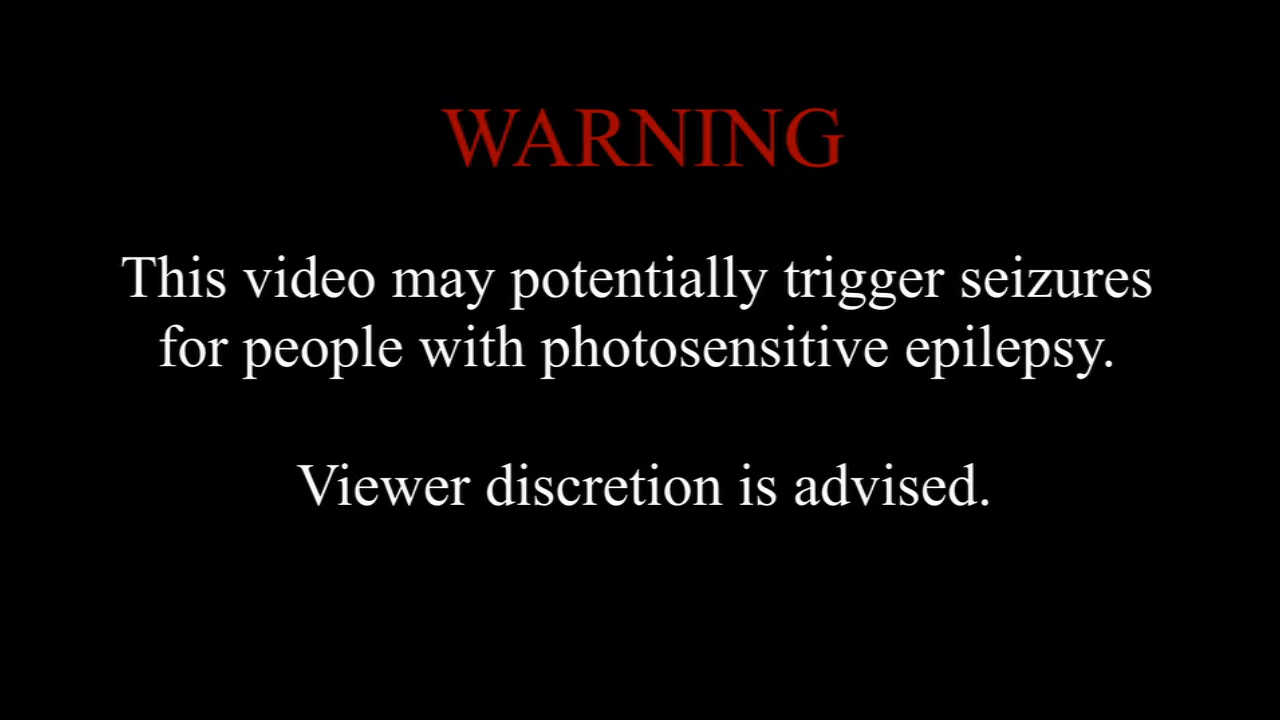 WARNING
This video may potentially trigger seizures
for people with photosensitive epilepsy.
Viewer discretion is advised.